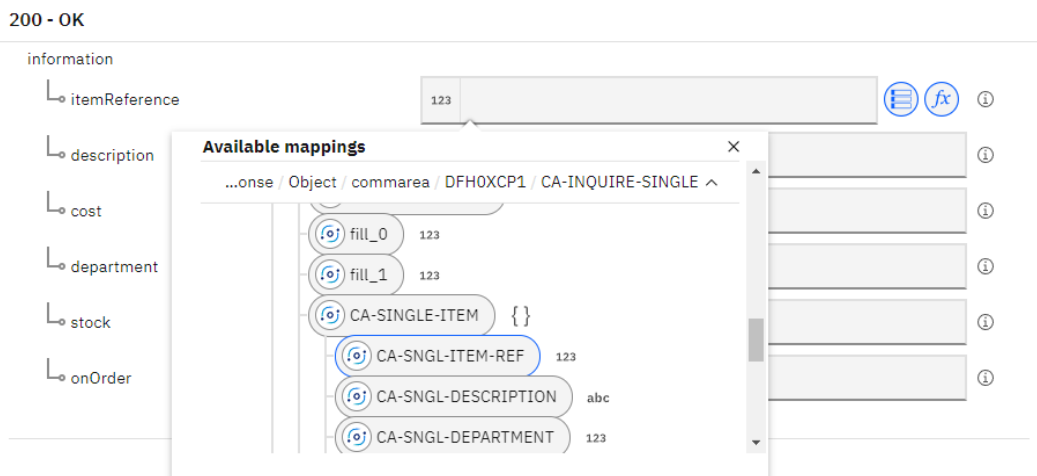 200 - OK
information
itemReference
123
fx
description
Available mappings
...onse / Object / commarea / DFH0XCP1 / CA-INQUIRE-SINGLE
cost
fill_0 123
department
fill_1 123
stock
CA-SINGLE-ITEM { }
CA-SNGL-ITEM-REF 123
onOrder
CA-SNGL-DESCRIPTION abc
CA-SNGL-DEPARTMENT 123